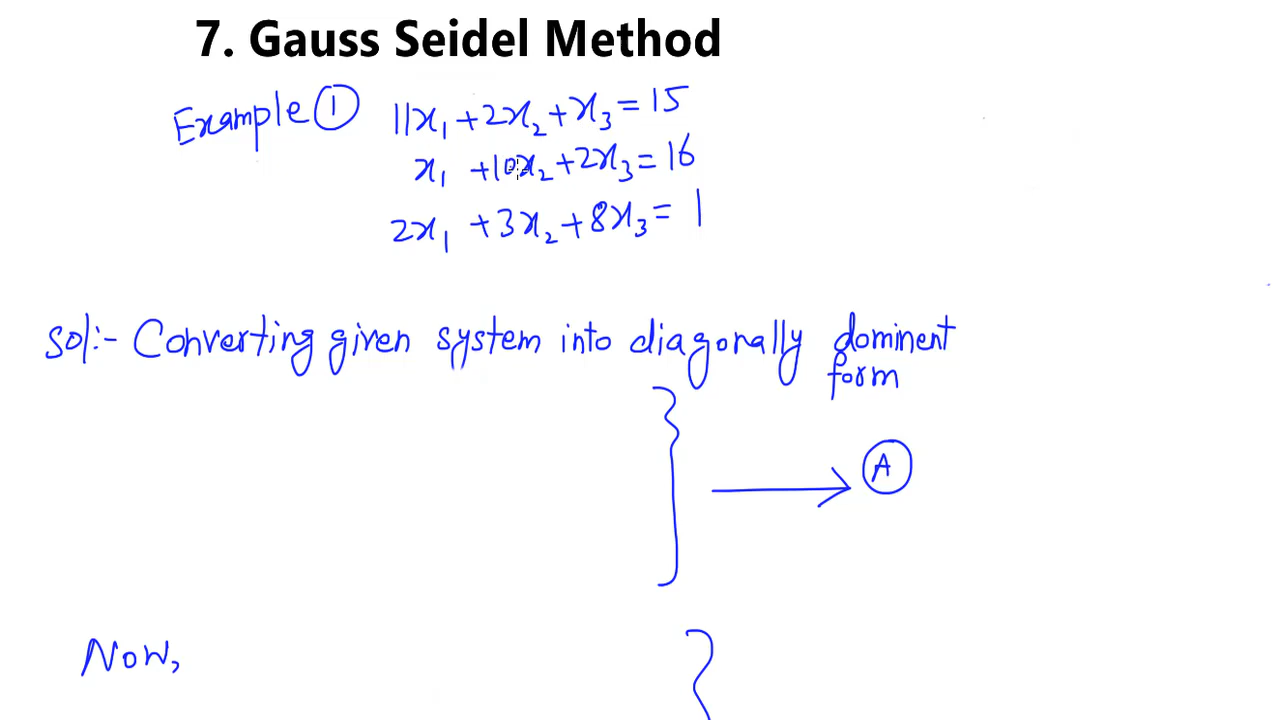 7. Gauss Seidel Method
Example ① 11x₁ + 2x₂ + x₃ = 15
x₁ + 10x₂ + 2x₃ = 16
2x₁ + 3x₂ + 8x₃ = 1
Sol:- Converting given system into diagonally dominent
form
A
Now,